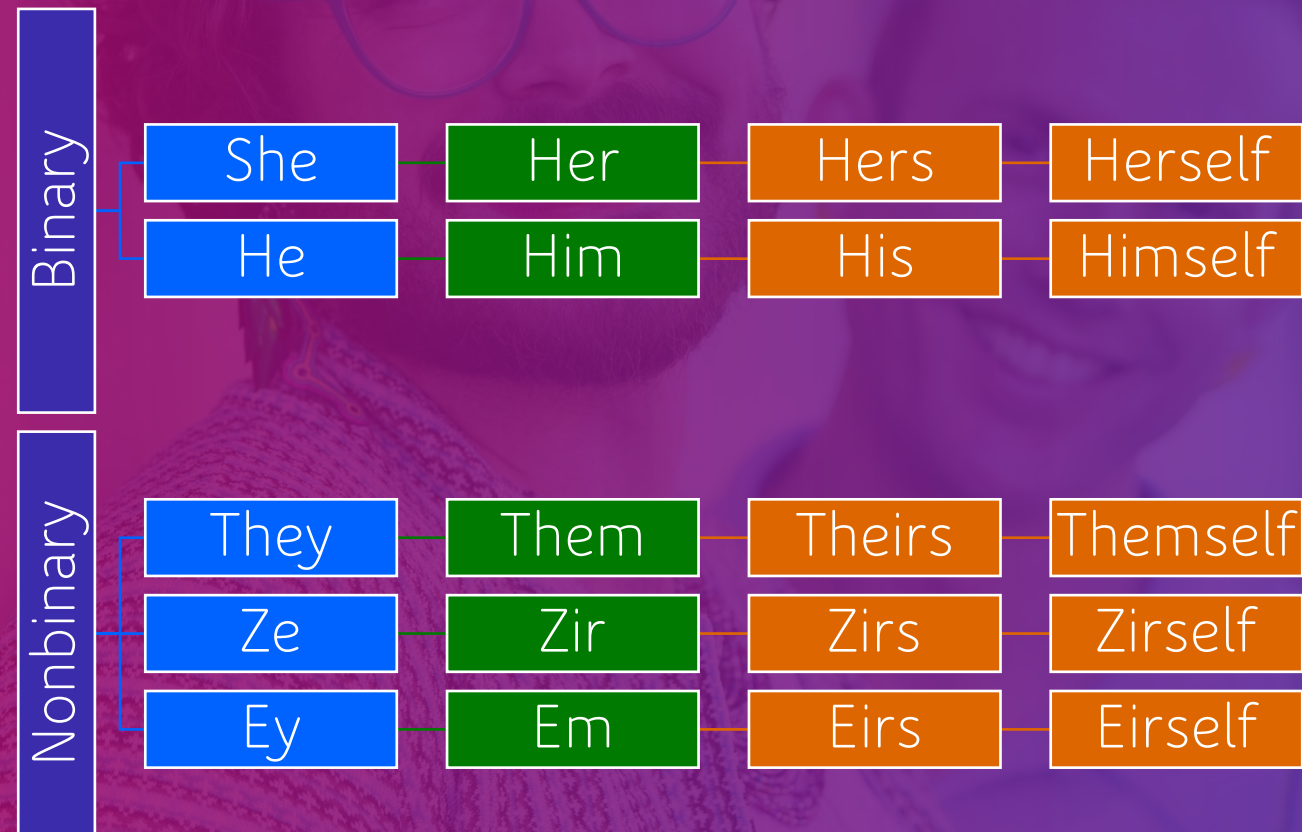 Binary
She Her Hers Herself
He Him His Himself
Nonbinary
They Them Theirs Themself
Ze Zir Zirs Zirself
Ey Em Eirs Eirself